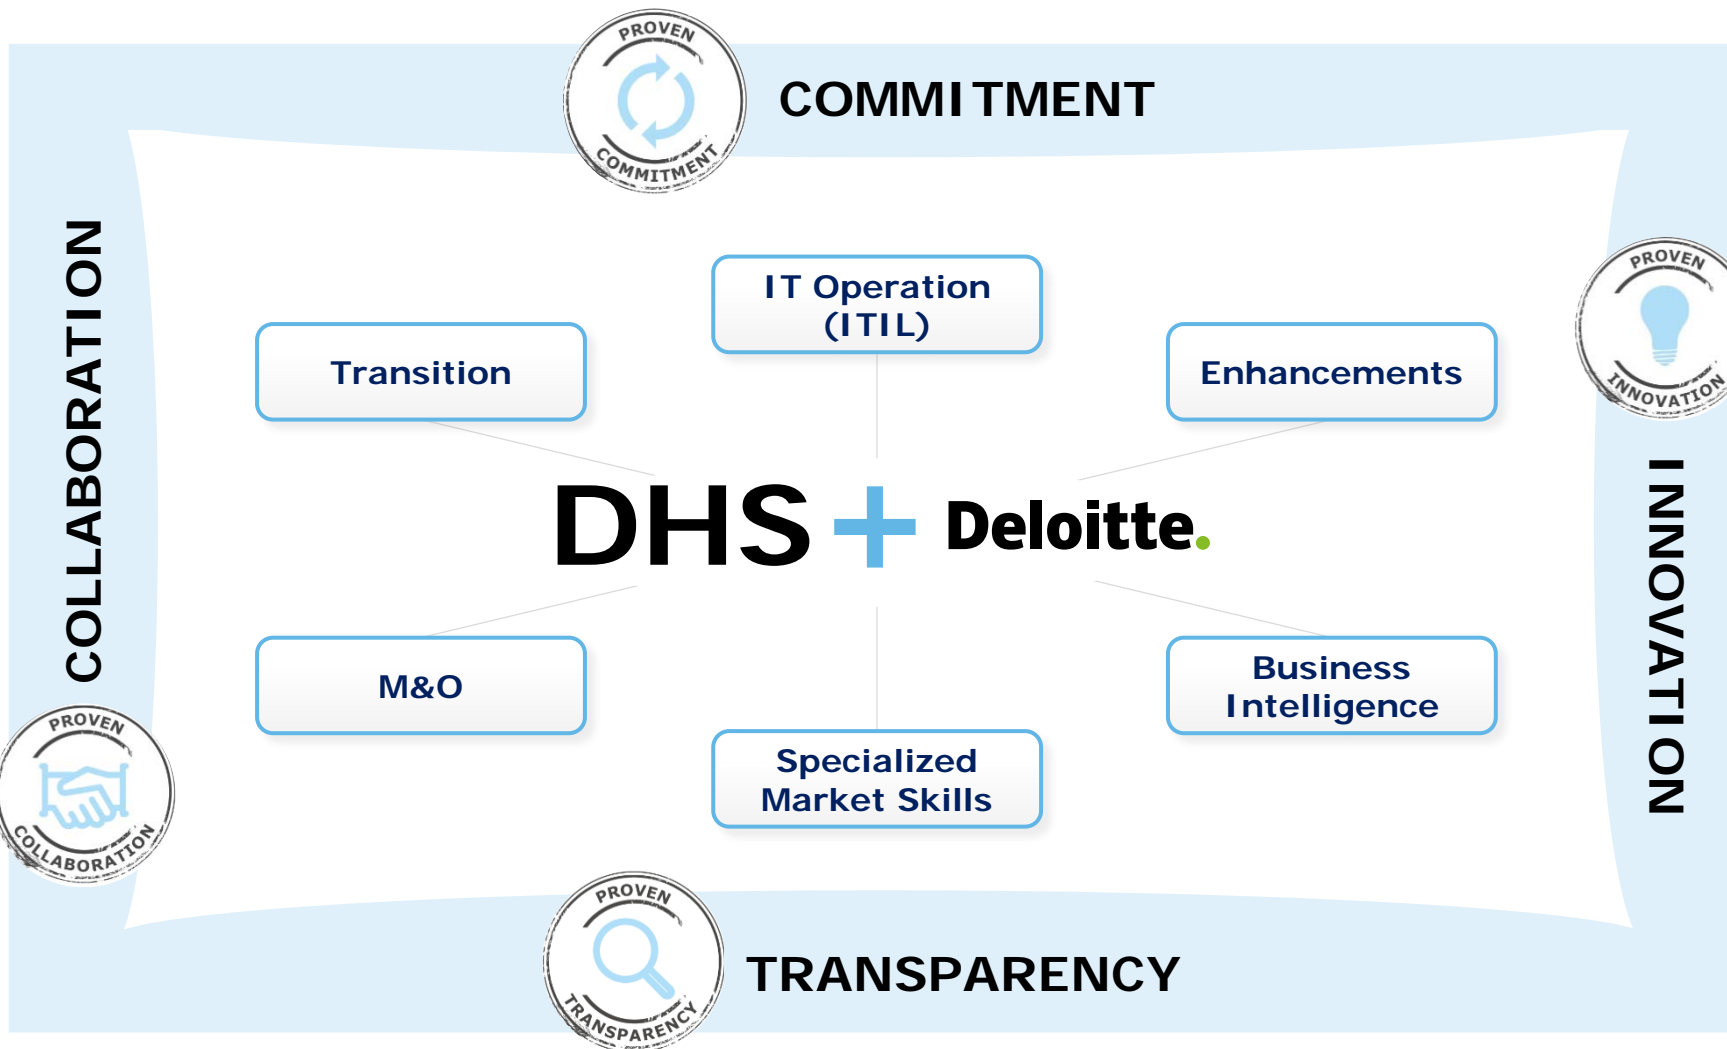 PROVEN
COMMITMENT
COMMITMENT
COLLABORATION
IT Operation
(ITIL)
Transition
Enhancements
PROVEN
INNOVATION
INNOVATION
DHS + Deloitte.
M&O
Business
Intelligence
Specialized
Market Skills
PROVEN
COLLABORATION
PROVEN
TRANSPARENCY
TRANSPARENCY